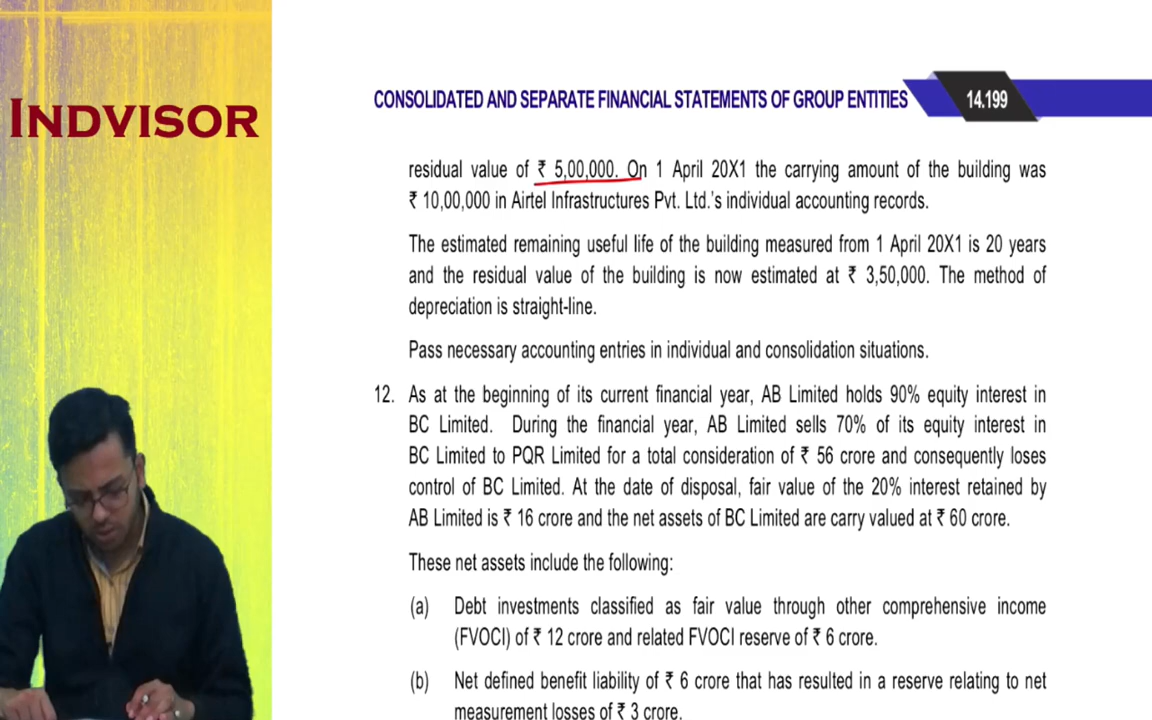 INDVISOR
CONSOLIDATED AND SEPARATE FINANCIAL STATEMENTS OF GROUP ENTITIES 14.199
residual value of ₹ 5,00,000. On 1 April 20X1 the carrying amount of the building was
₹ 10,00,000 in Airtel Infrastructures Pvt. Ltd.'s individual accounting records.
The estimated remaining useful life of the building measured from 1 April 20X1 is 20 years
and the residual value of the building is now estimated at ₹ 3,50,000. The method of
depreciation is straight-line.
Pass necessary accounting entries in individual and consolidation situations.
12. As at the beginning of its current financial year, AB Limited holds 90% equity interest in
BC Limited. During the financial year, AB Limited sells 70% of its equity interest in
BC Limited to PQR Limited for a total consideration of ₹ 56 crore and consequently loses
control of BC Limited. At the date of disposal, fair value of the 20% interest retained by
AB Limited is ₹ 16 crore and the net assets of BC Limited are carry valued at ₹ 60 crore.
These net assets include the following:
(a) Debt investments classified as fair value through other comprehensive income
(FVOCI) of ₹ 12 crore and related FVOCI reserve of ₹ 6 crore.
(b) Net defined benefit liability of ₹ 6 crore that has resulted in a reserve relating to net
measurement losses of ₹ 3 crore.